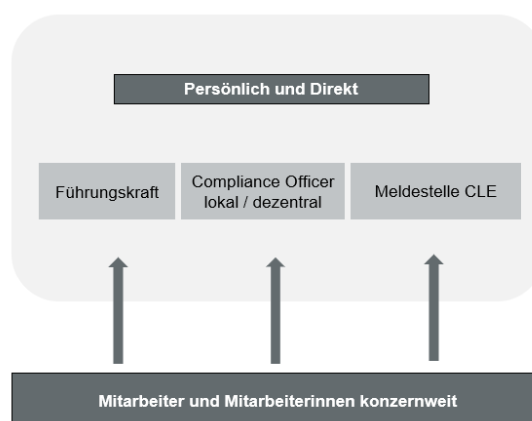 Persönlich und Direkt
Führungskraft
Compliance Officer
lokal / dezentral
Meldestelle CLE
Mitarbeiter und Mitarbeiterinnen konzernweit